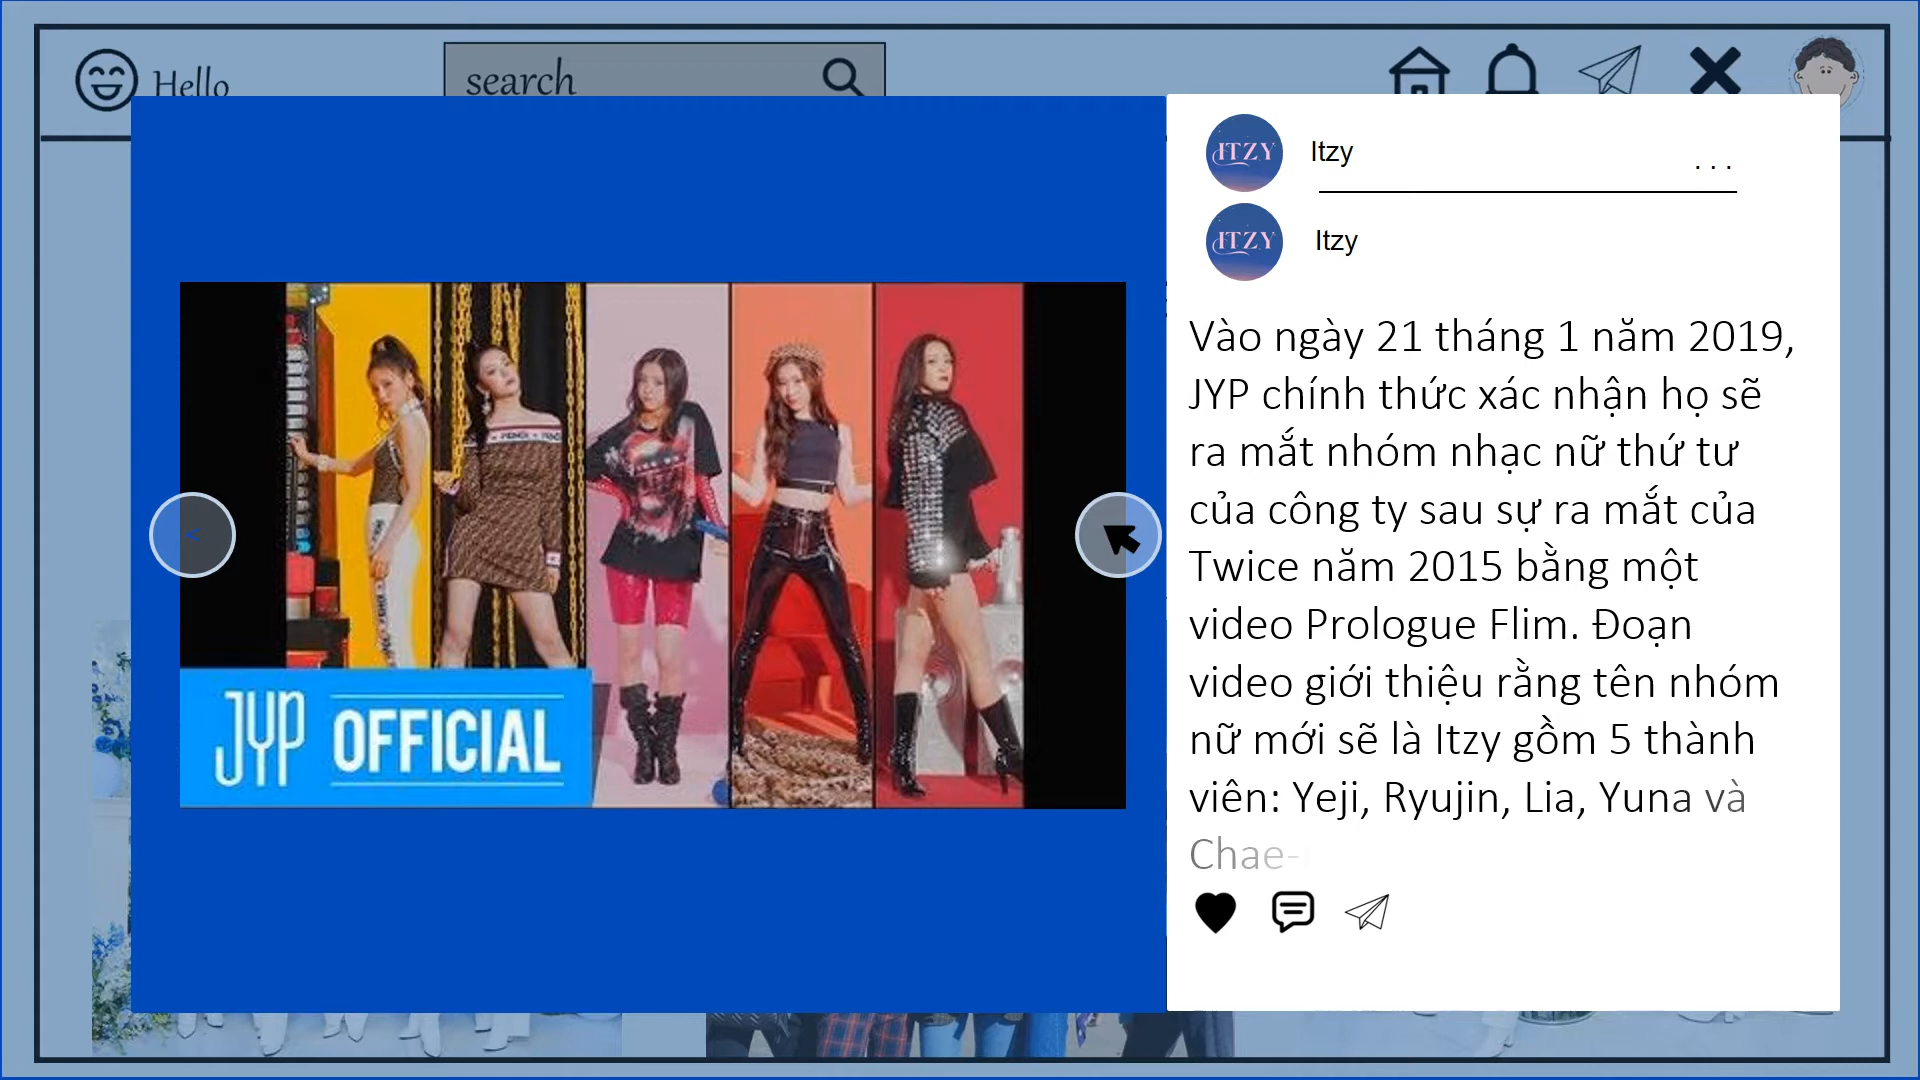 Hello
search
Itzy
...
ITZY
ITZY
Itzy
Vào ngày 21 tháng 1 năm 2019,
JYP chính thức xác nhận họ sẽ
ra mắt nhóm nhạc nữ thứ tư
của công ty sau sự ra mắt của
Twice năm 2015 bằng một
video Prologue Flim. Đoạn
video giới thiệu rằng tên nhóm
nữ mới sẽ là Itzy gồm 5 thành
viên: Yeji, Ryujin, Lia, Yuna và
Chae-
<
JYP OFFICIAL